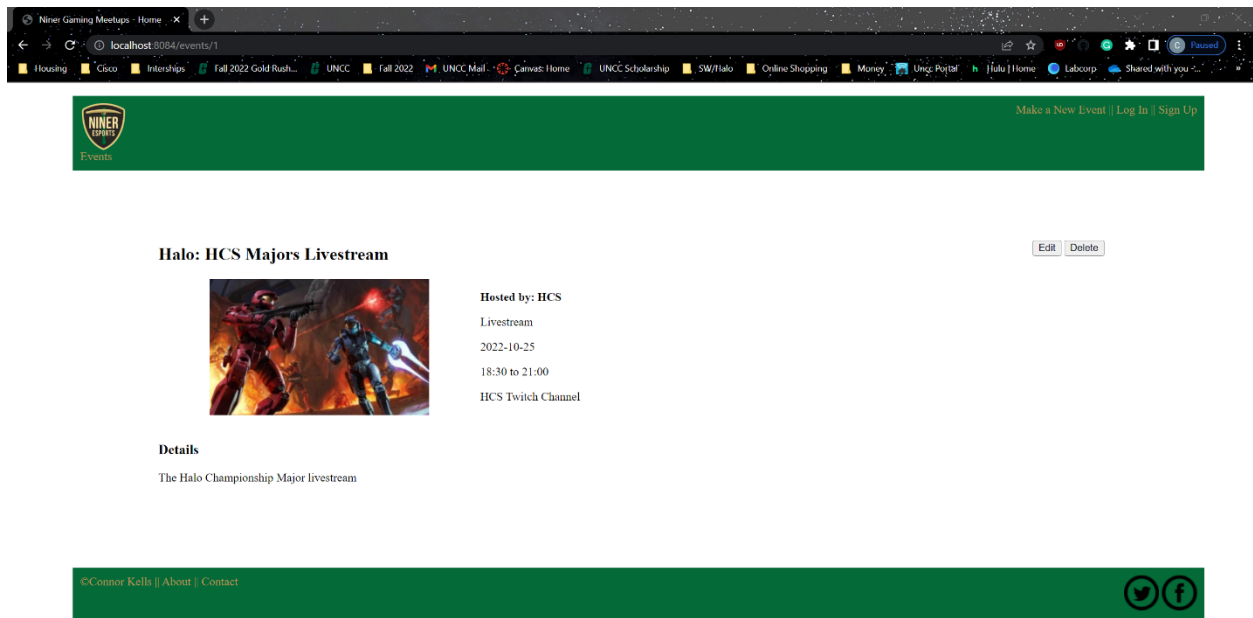 Niner Gaming Meetups - Home
localhost:8084/events/1
Paused
Housing Cisco Interships Fall 2022 Gold Rush... UNCC Fall 2022 UNCC Mail Canvas: Home UNCC Scholarship SW/Halo Online Shopping Money Uncc Portal Hulu | Home Labcorp Shared with you -...
NINER
ESPORTS
Make a New Event || Log In || Sign Up
Events
Halo: HCS Majors Livestream
Edit Delete
Hosted by: HCS
Livestream
2022-10-25
18:30 to 21:00
HCS Twitch Channel
Details
The Halo Championship Major livestream
©Connor Kells || About || Contact